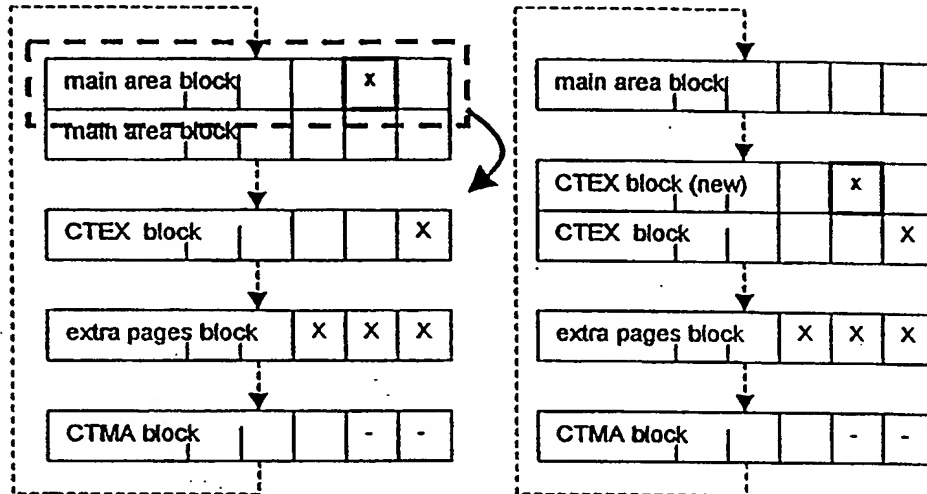 main area block x
main area block
CTEX block X
extra pages block X X X
CTMA block - -
main area block
CTEX block (new) x
CTEX block X
extra pages block X X X
CTMA block - -